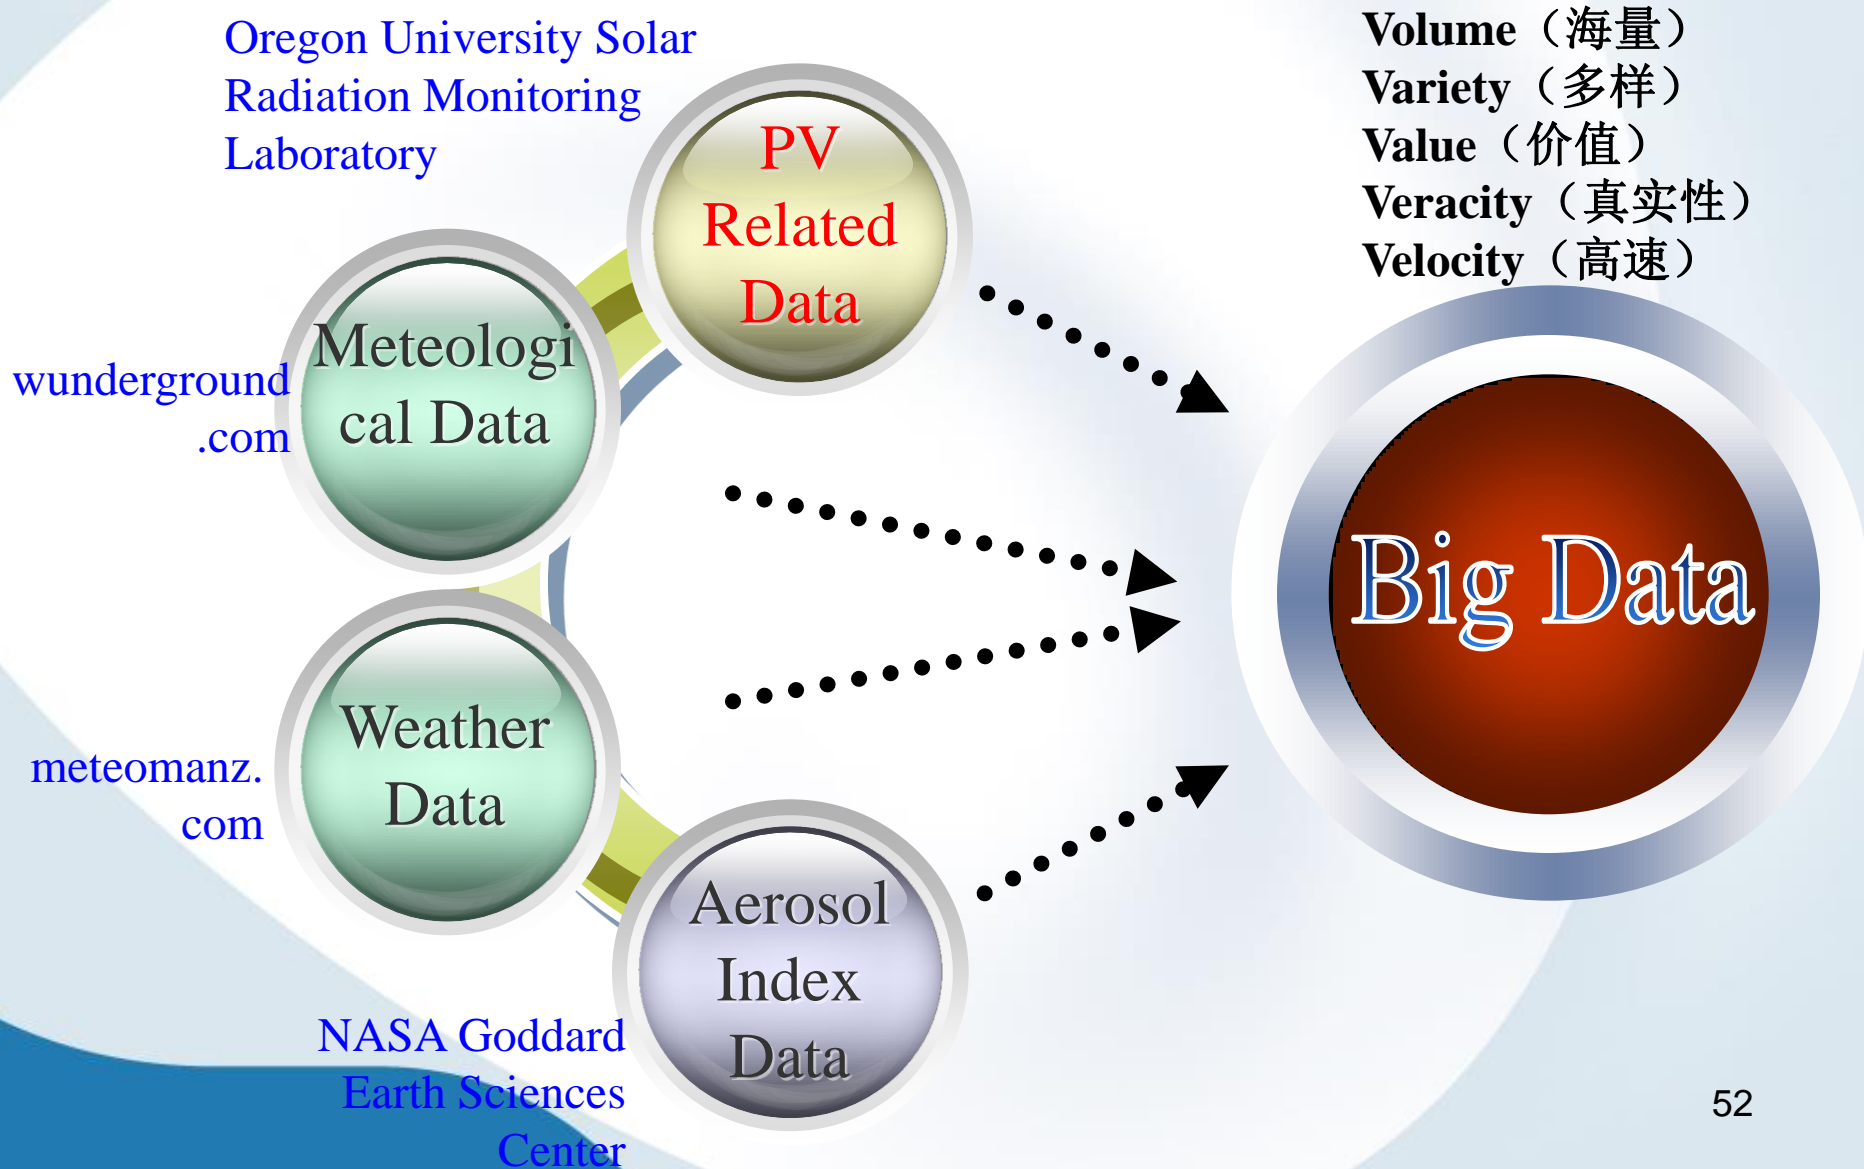 Oregon University Solar
Radiation Monitoring
Laboratory
PV
Related
Data
Volume（海量）
Variety（多样）
Value（价值）
Veracity（真实性）
Velocity（高速）
wunderground
.com
Meteologi
cal Data
Big Data
meteomanz.
com
Weather
Data
Aerosol
Index
Data
NASA Goddard
Earth Sciences
Center
52